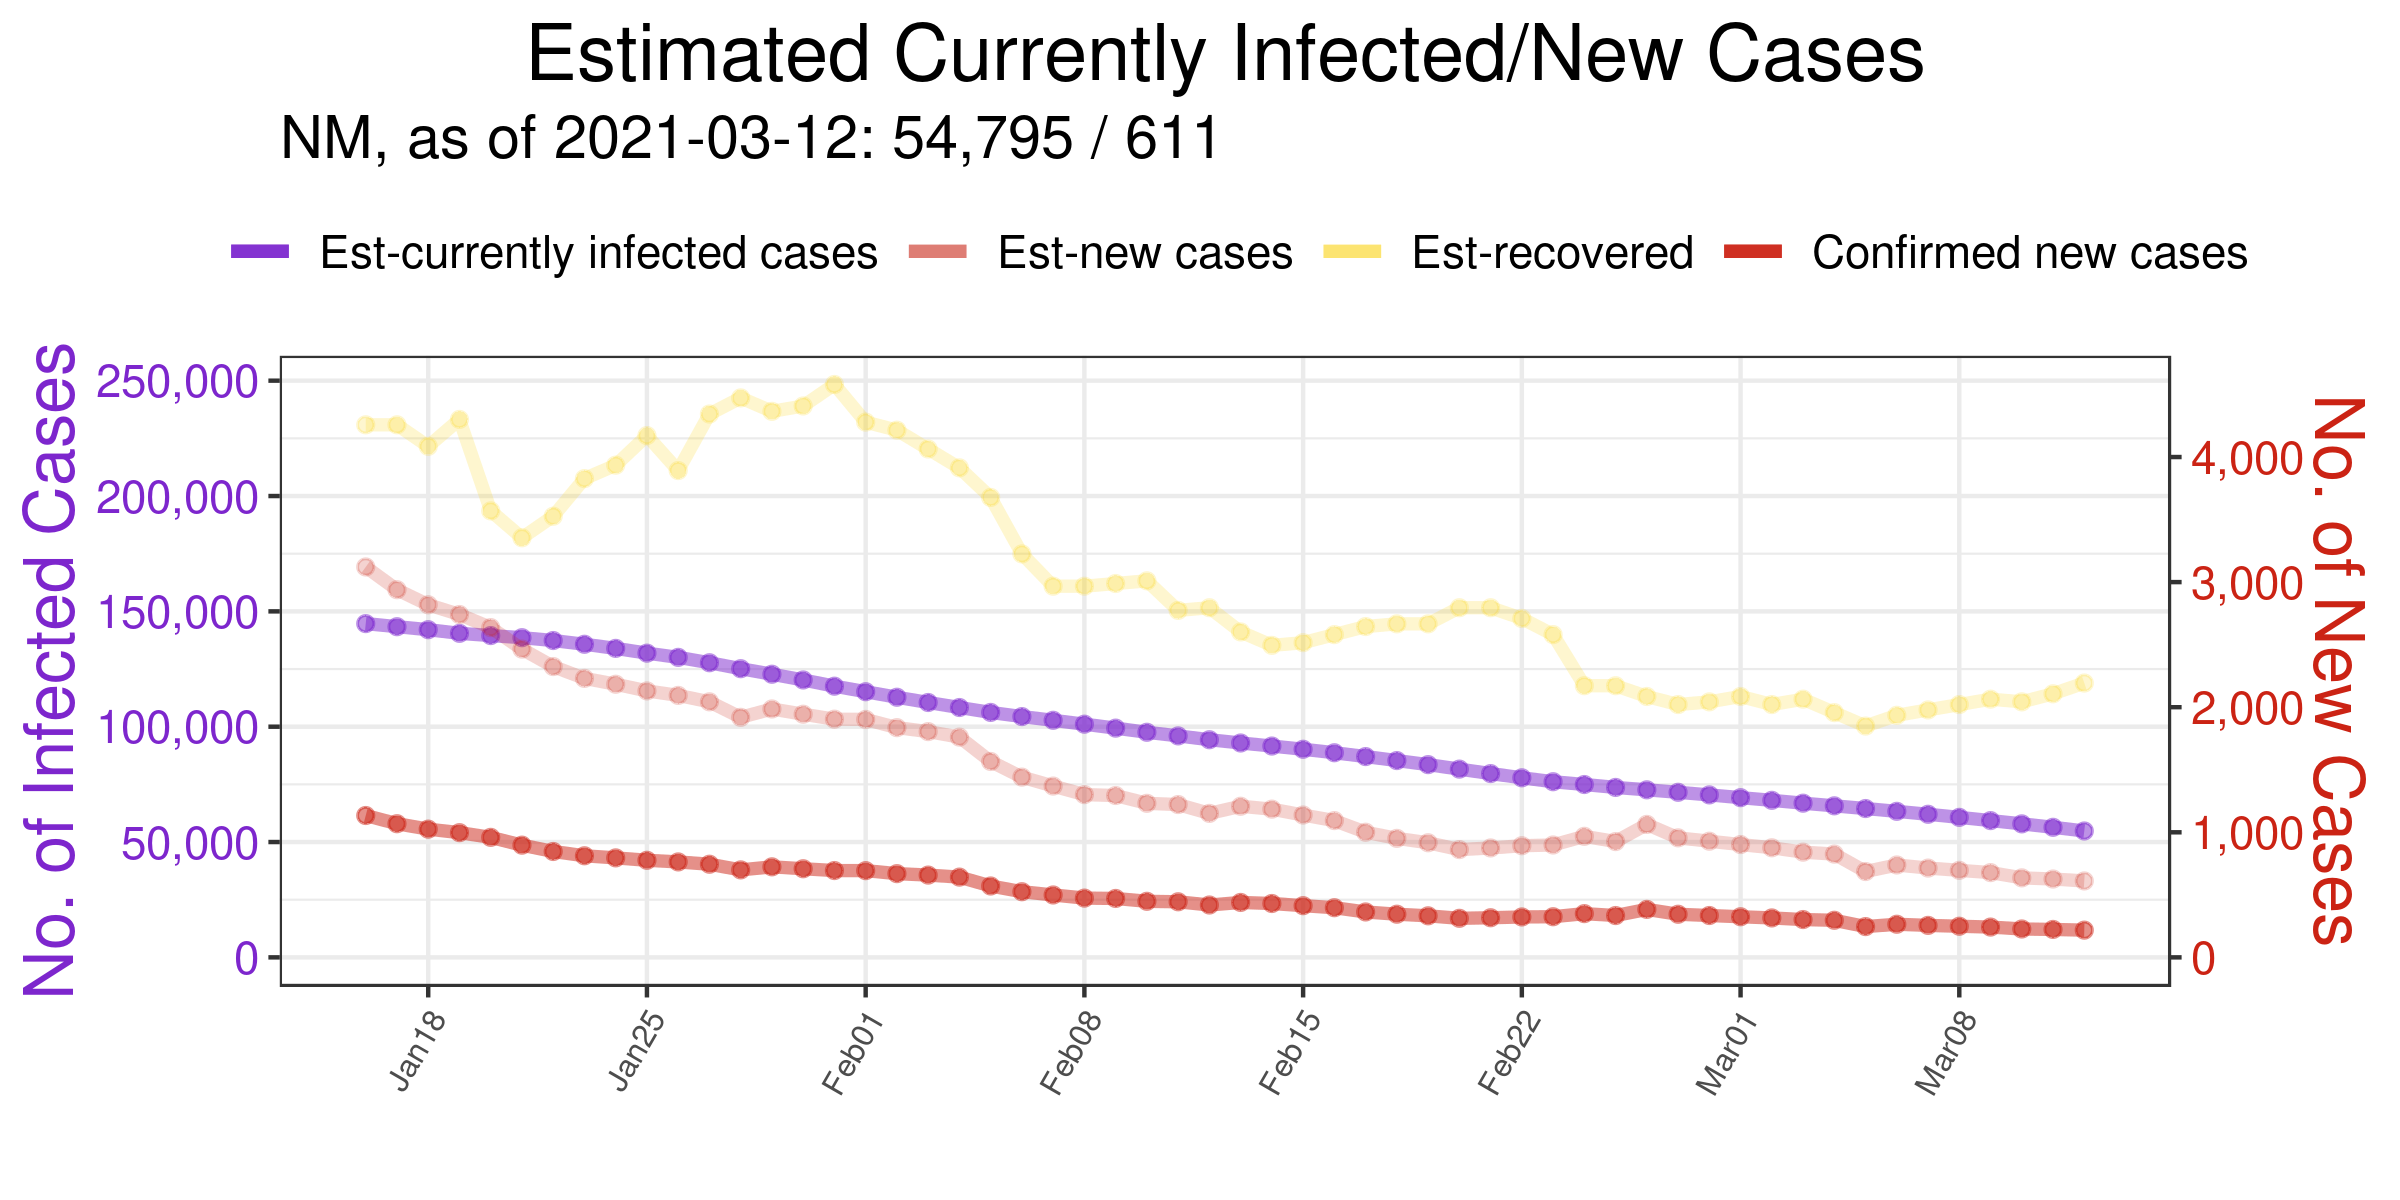 Estimated Currently Infected/New Cases
NM, as of 2021-03-12: 54,795 / 611
Est-currently infected cases Est-new cases Est-recovered Confirmed new cases
No. of Infected Cases
250,000
200,000
150,000
100,000
50,000
0
4,000
3,000
2,000
1,000
0
No. of New Cases
Jan18 Jan25 Feb01 Feb08 Feb15 Feb22 Mar01 Mar08